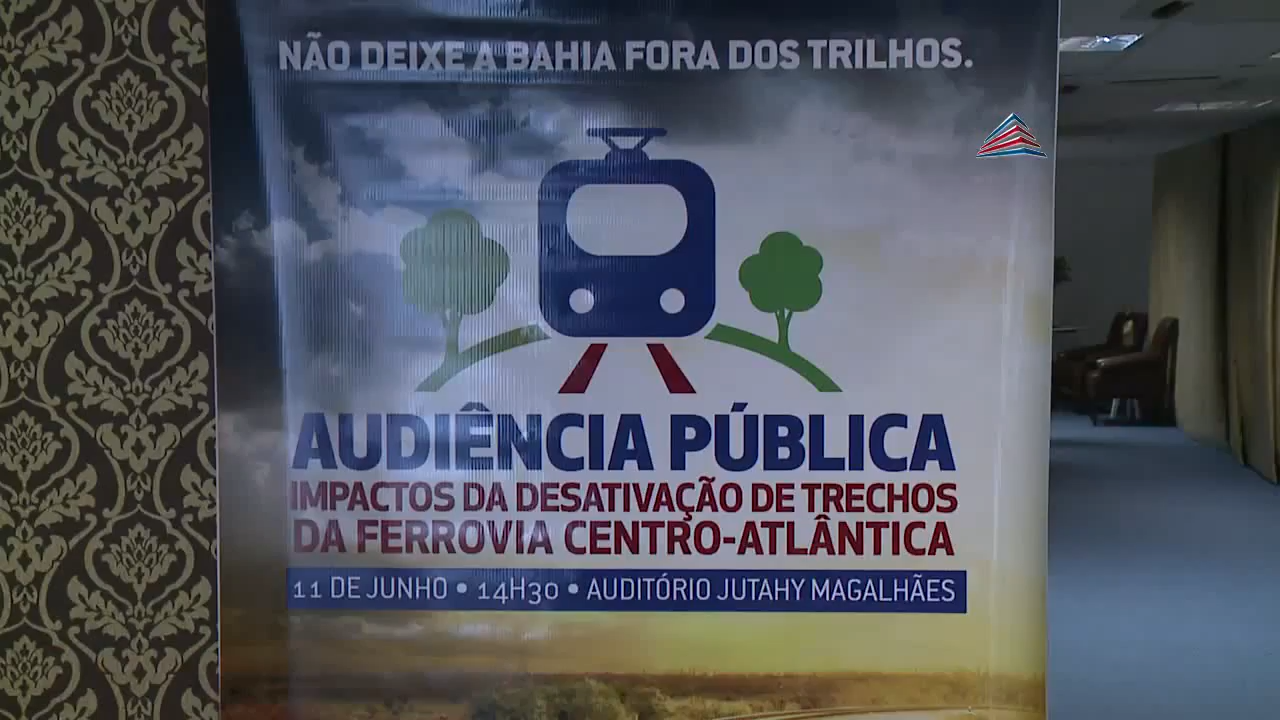 NÃO DEIXE A BAHIA FORA DOS TRILHOS.
AUDIÊNCIA PÚBLICA
IMPACTOS DA DESATIVAÇÃO DE TRECHOS
DA FERROVIA CENTRO-ATLÂNTICA
11 DE JUNHO • 14H30 • AUDITÓRIO JUTAHY MAGALHÃES